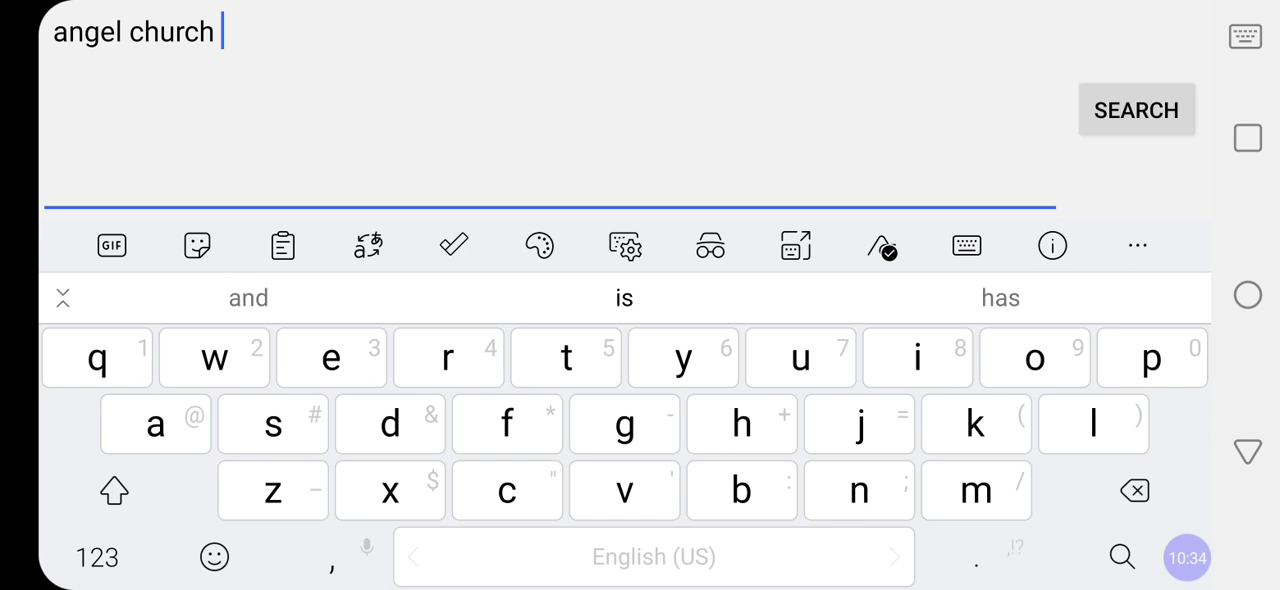 angel church
SEARCH
GIF
and is has
q 1 w 2 e 3 r 4 t 5 y 6 u 7 i 8 o 9 p 0
a @ s # d & f * g - h + j = k ( l )
z _ x $ c " v ' b : n ; m /
123 , English (US) . ,!? 10:34